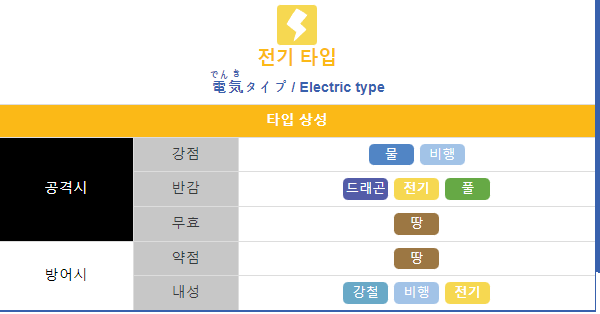 전기 타입
でんき
電気タイプ / Electric type
타입 상성
공격시
강점 물 비행
반감 드래곤 전기 풀
무효 땅
방어시
약점 땅
내성 강철 비행 전기